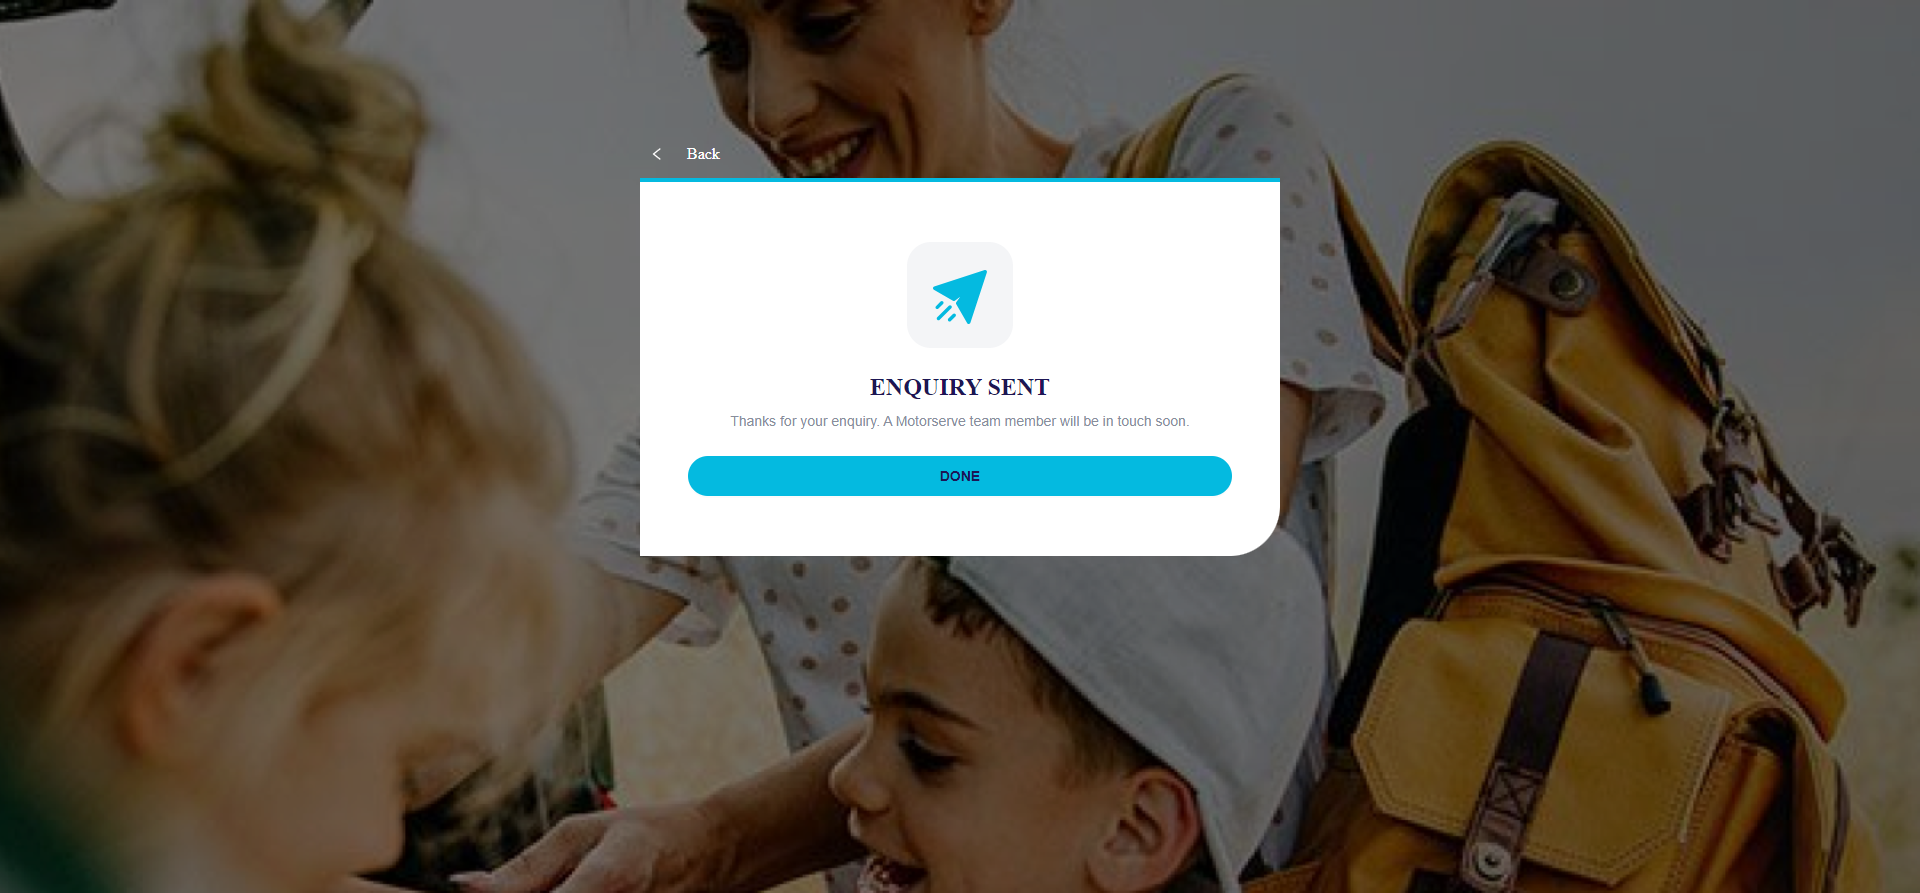 Back
ENQUIRY SENT
Thanks for your enquiry. A Motorserve team member will be in touch soon.
DONE